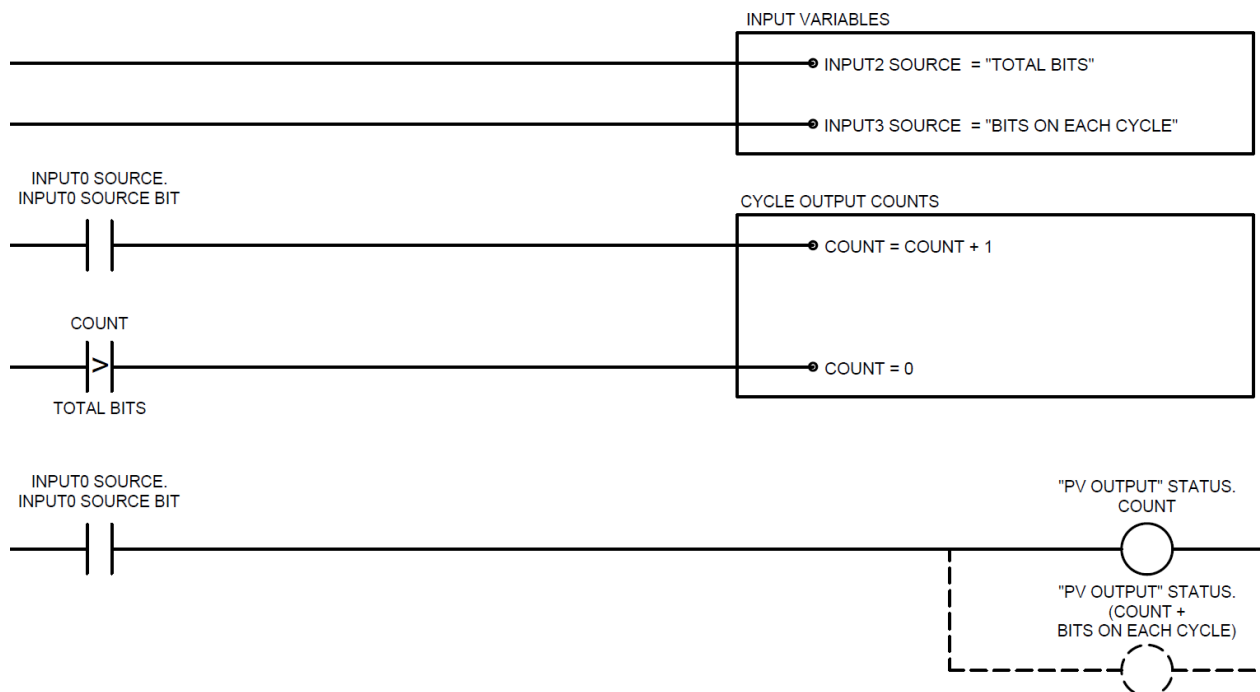 INPUT VARIABLES
INPUT2 SOURCE = "TOTAL BITS"
INPUT3 SOURCE = "BITS ON EACH CYCLE"
INPUT0 SOURCE.
INPUT0 SOURCE BIT
CYCLE OUTPUT COUNTS
COUNT = COUNT + 1
COUNT
>
TOTAL BITS
COUNT = 0
INPUT0 SOURCE.
INPUT0 SOURCE BIT
"PV OUTPUT" STATUS.
COUNT
"PV OUTPUT" STATUS.
(COUNT +
BITS ON EACH CYCLE)